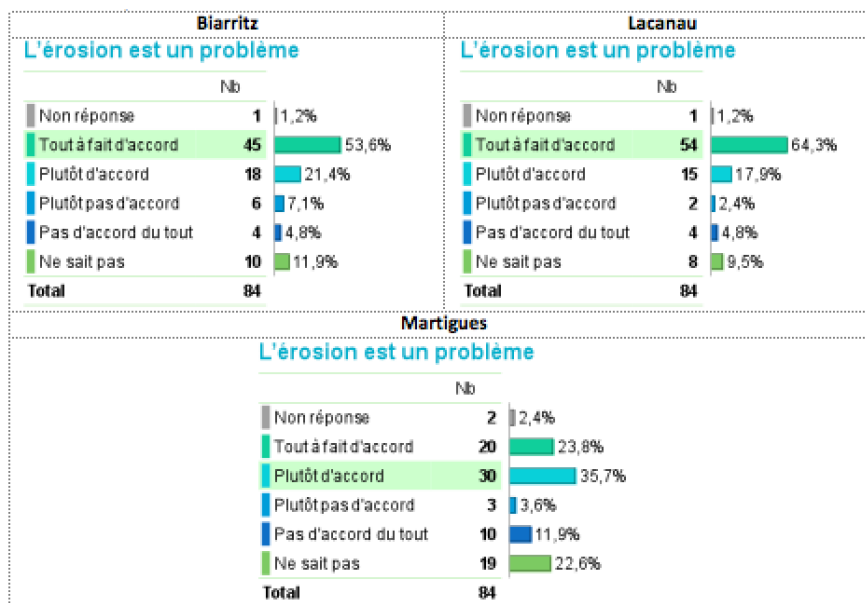 Biarritz
L'érosion est un problème
Nb
Non réponse 1 1,2%
Tout à fait d'accord 45 53,6%
Plutôt d'accord 18 21,4%
Plutôt pas d'accord 6 7,1%
Pas d'accord du tout 4 4,8%
Ne sait pas 10 11,9%
Total 84
Lacanau
L'érosion est un problème
Nb
Non réponse 1 1,2%
Tout à fait d'accord 54 64,3%
Plutôt d'accord 15 17,9%
Plutôt pas d'accord 2 2,4%
Pas d'accord du tout 4 4,8%
Ne sait pas 8 9,5%
Total 84
Martigues
L'érosion est un problème
Nb
Non réponse 2 2,4%
Tout à fait d'accord 20 23,8%
Plutôt d'accord 30 35,7%
Plutôt pas d'accord 3 3,6%
Pas d'accord du tout 10 11,9%
Ne sait pas 19 22,6%
Total 84